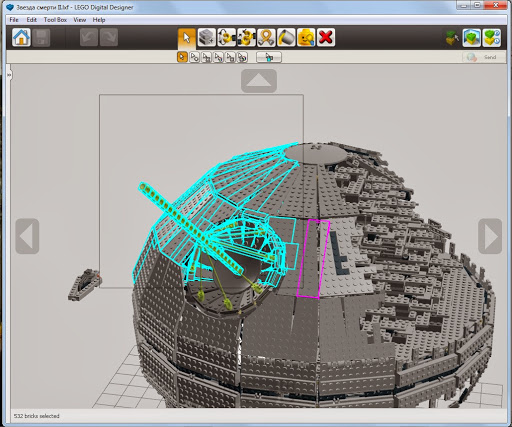 Звезда смерти II.lxf - LEGO Digital Designer
File Edit Tool Box View Help
Send
532 bricks selected